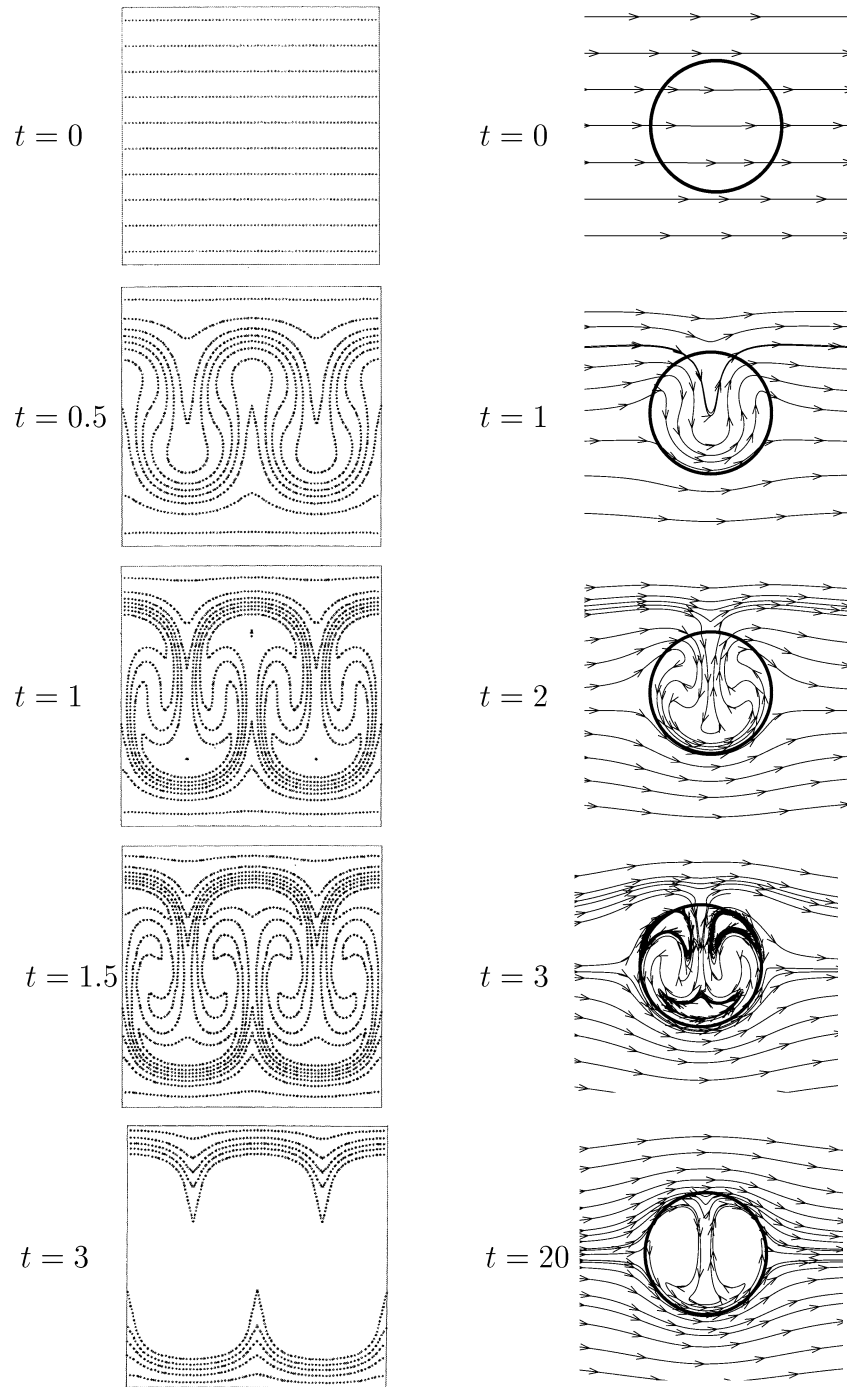 t = 0
t = 0
t = 0.5
t = 1
t = 1
t = 2
t = 1.5
t = 3
t = 3
t = 20